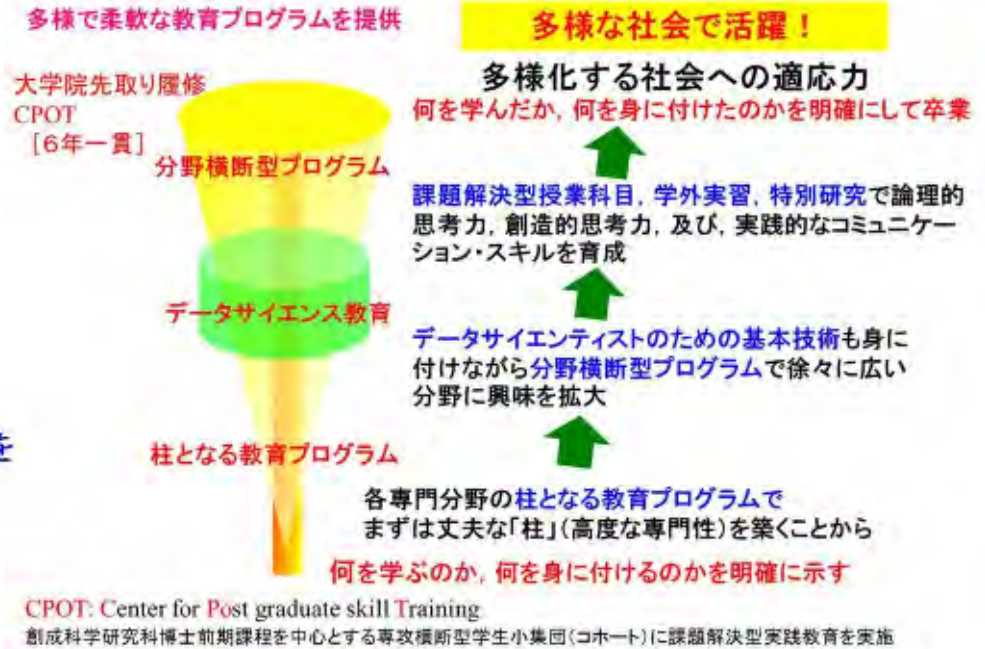 多様で柔軟な教育プログラムを提供
多様な社会で活躍！
大学院先取り履修
CPOT
［6年一貫］
分野横断型プログラム
データサイエンス教育
柱となる教育プログラム
を
多様化する社会への適応力
何を学んだか，何を身に付けたのかを明確にして卒業
課題解決型授業科目，学外実習，特別研究で論理的
思考力，創造的思考力，及び，実践的なコミュニケー
ション・スキルを育成
データサイエンティストのための基本技術も身に
付けながら分野横断型プログラムで徐々に広い
分野に興味を拡大
各専門分野の柱となる教育プログラムで
まずは丈夫な「柱」（高度な専門性）を築くことから
何を学ぶのか，何を身に付けるのかを明確に示す
CPOT: Center for Post graduate skill Training
創成科学研究科博士前期課程を中心とする専攻横断型学生小集団（コホート）に課題解決型実践教育を実施